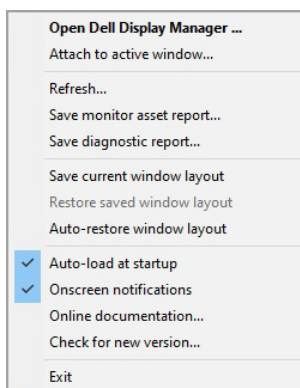 Open Dell Display Manager ...
Attach to active window...
Refresh...
Save monitor asset report...
Save diagnostic report...
Save current window layout
Restore saved window layout
Auto-restore window layout
Auto-load at startup
Onscreen notifications
Online documentation...
Check for new version...
Exit